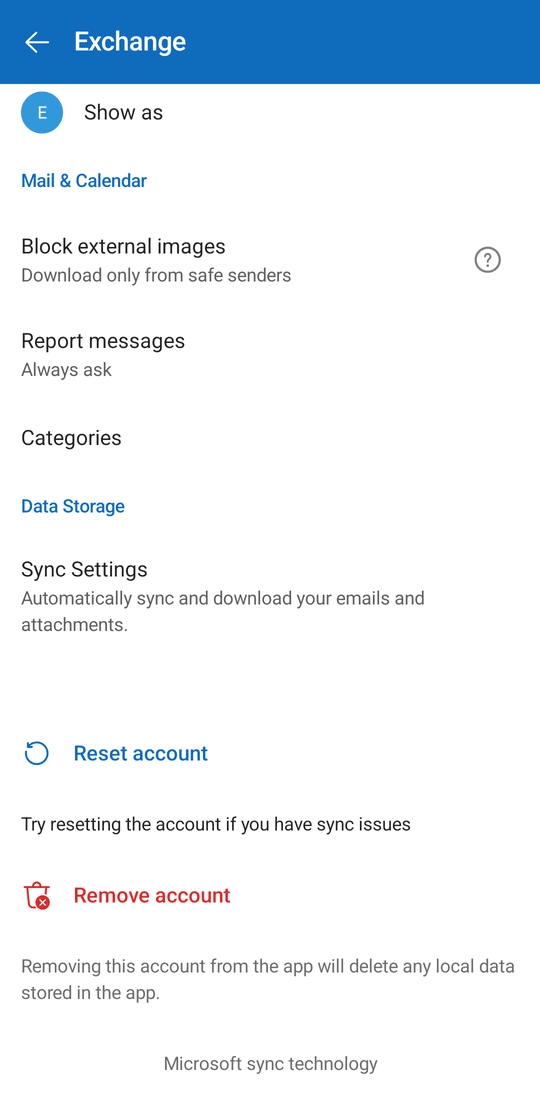 Exchange
E
Show as
Mail & Calendar
Block external images
Download only from safe senders
?
Report messages
Always ask
Categories
Data Storage
Sync Settings
Automatically sync and download your emails and
attachments.
Reset account
Try resetting the account if you have sync issues
Remove account
Removing this account from the app will delete any local data
stored in the app.
Microsoft sync technology